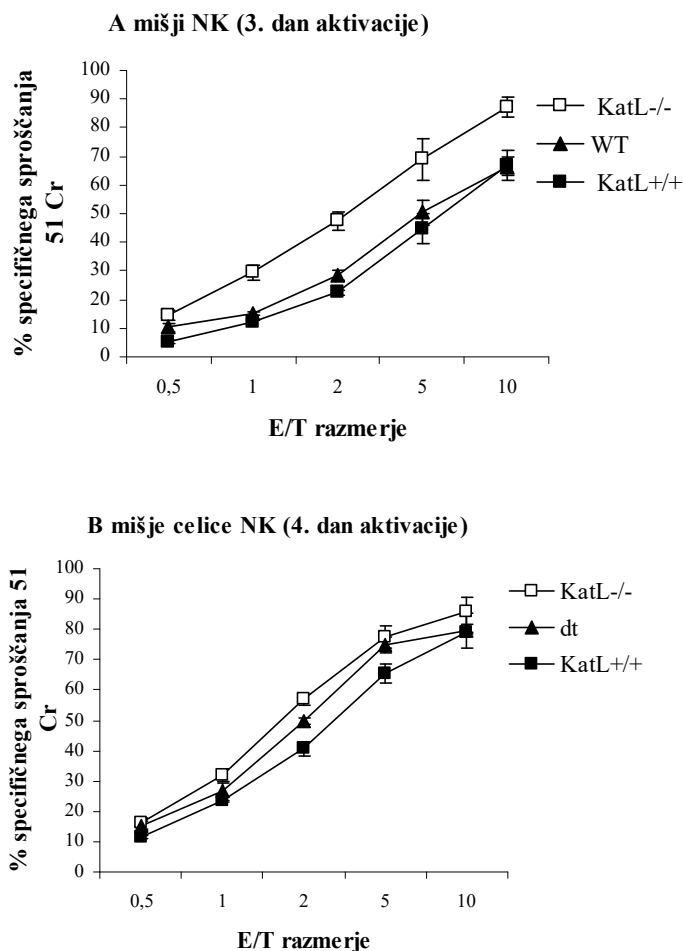 A mišji NK (3. dan aktivacije)
% specifičnega sproščanja
51 Cr
100
90
80
70
60
50
40
30
20
10
0
0,5 1 2 5 10
E/T razmerje
KatL-/-
WT
KatL+/+
B mišje celice NK (4. dan aktivacije)
% specifičnega sproščanja 51
Cr
100
90
80
70
60
50
40
30
20
10
0
0,5 1 2 5 10
E/T razmerje
KatL-/-
dt
KatL+/+